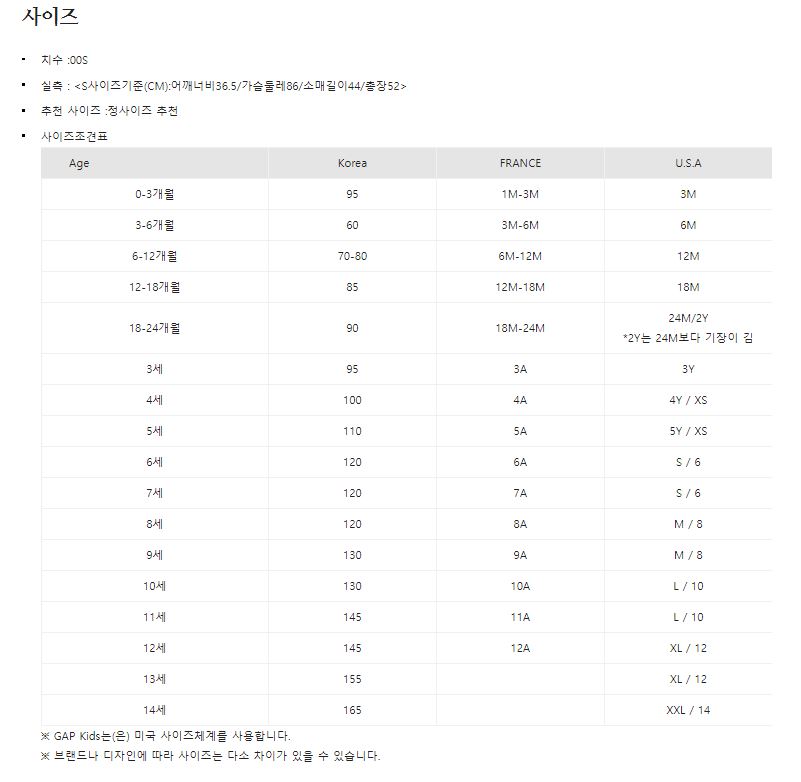 사이즈
치수 :00S
실측 : <S사이즈기준(CM):어깨너비36.5/가슴둘레86/소매길이44/총장52>
추천 사이즈 :정사이즈 추천
사이즈조견표
Age Korea FRANCE U.S.A
0-3개월 95 1M-3M 3M
3-6개월 60 3M-6M 6M
6-12개월 70-80 6M-12M 12M
12-18개월 85 12M-18M 18M
18-24개월 90 18M-24M 24M/2Y
*2Y는 24M보다 기장이 김
3세 95 3A 3Y
4세 100 4A 4Y / XS
5세 110 5A 5Y / XS
6세 120 6A S / 6
7세 120 7A S / 6
8세 120 8A M / 8
9세 130 9A M / 8
10세 130 10A L / 10
11세 145 11A L / 10
12세 145 12A XL / 12
13세 155 XL / 12
14세 165 XXL / 14
※ GAP Kids는(은) 미국 사이즈체계를 사용합니다.
※ 브랜드나 디자인에 따라 사이즈는 다소 차이가 있을 수 있습니다.